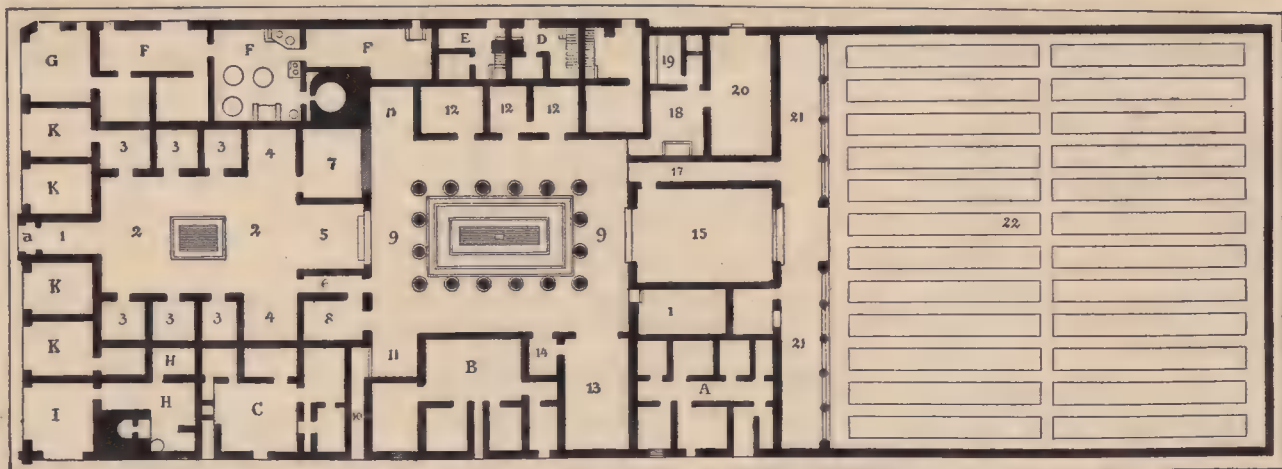 G F F F E D
19 20
K 12 12 12 18 21
3 3 3 4 7
K 17
a 1 2 2 5 9 9 15 22
6
K 3 3 3 4 8 1
K H 11 B 14 21
I H C 10 13 A